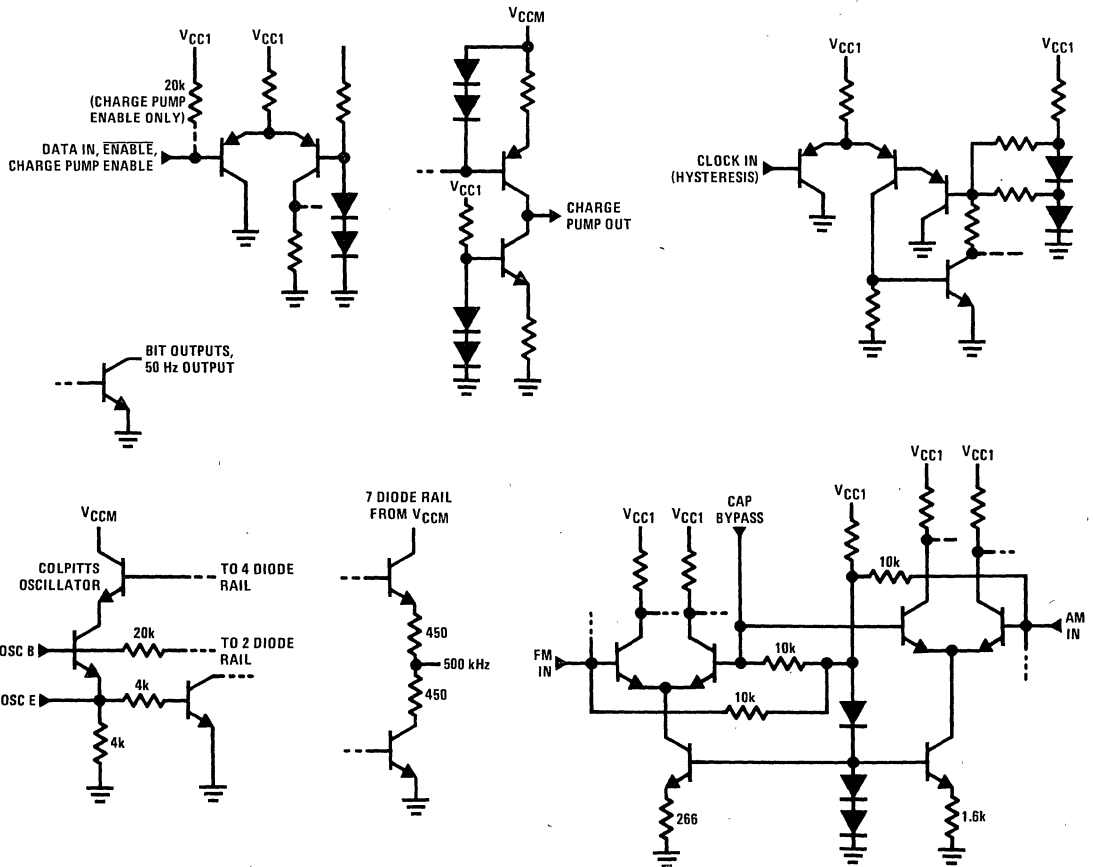 VCCM
VCC1
VCC1
20k
(CHARGE PUMP
ENABLE ONLY)
DATA IN, ENABLE,
CHARGE PUMP ENABLE
VCC1
CHARGE
PUMP OUT
VCC1
VCC1
CLOCK IN
(HYSTERESIS)
BIT OUTPUTS,
50 Hz OUTPUT
VCCM
COLPITTS
OSCILLATOR
TO 4 DIODE
RAIL
OSC B
20k
TO 2 DIODE
RAIL
OSC E
4k
4k
7 DIODE RAIL
FROM VCCM
450
500 kHz
450
VCC1
VCC1
CAP
BYPASS
VCC1
VCC1
VCC1
10k
FM
IN
10k
10k
AM
IN
266
1.6k